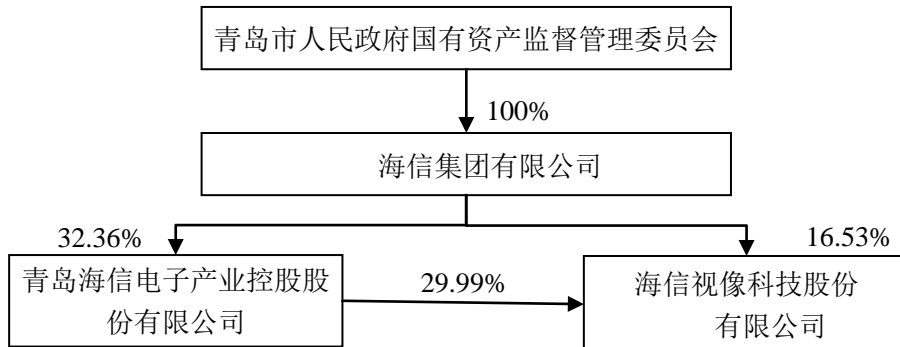 青岛市人民政府国有资产监督管理委员会
100%
海信集团有限公司
32.36%
16.53%
青岛海信电子产业控股股
份有限公司
29.99%
海信视像科技股份
有限公司